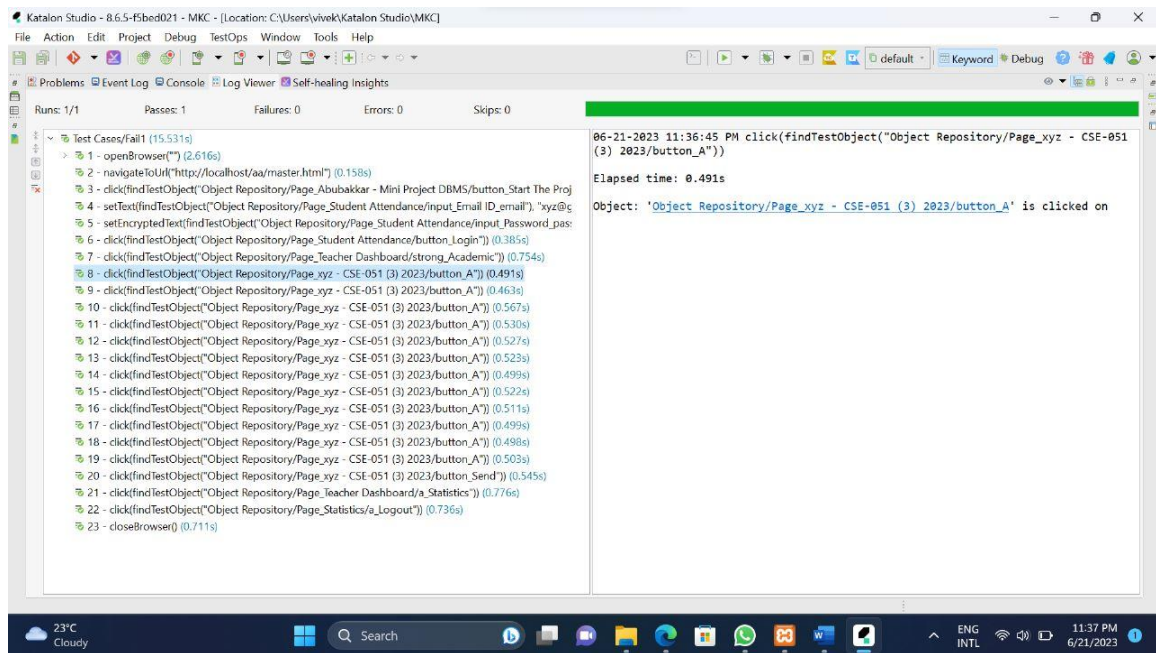 Katalon Studio - 8.6.5-f5bed021 - MKC - [Location: C:\Users\vivek\Katalon Studio\MKC]
File Action Edit Project Debug TestOps Window Tools Help
default Keyword Debug
Problems Event Log Console Log Viewer Self-healing Insights
Runs: 1/1 Passes: 1 Failures: 0 Errors: 0 Skips: 0
Test Cases/Fail1 (15.531s)
1 - openBrowser("") (2.616s)
2 - navigateToUrl("http://localhost/aa/master.html") (0.158s)
3 - click(findTestObject("Object Repository/Page_Abubakkar - Mini Project DBMS/button_Start The Proj
4 - setText(findTestObject("Object Repository/Page_Student Attendance/input_Email ID_email"), "xyz@g
5 - setEncryptedText(findTestObject("Object Repository/Page_Student Attendance/input_Password_pas
6 - click(findTestObject("Object Repository/Page_Student Attendance/button_Login")) (0.385s)
7 - click(findTestObject("Object Repository/Page_Teacher Dashboard/strong_Academic")) (0.754s)
8 - click(findTestObject("Object Repository/Page_xyz - CSE-051 (3) 2023/button_A")) (0.491s)
9 - click(findTestObject("Object Repository/Page_xyz - CSE-051 (3) 2023/button_A")) (0.463s)
10 - click(findTestObject("Object Repository/Page_xyz - CSE-051 (3) 2023/button_A")) (0.567s)
11 - click(findTestObject("Object Repository/Page_xyz - CSE-051 (3) 2023/button_A")) (0.530s)
12 - click(findTestObject("Object Repository/Page_xyz - CSE-051 (3) 2023/button_A")) (0.527s)
13 - click(findTestObject("Object Repository/Page_xyz - CSE-051 (3) 2023/button_A")) (0.523s)
14 - click(findTestObject("Object Repository/Page_xyz - CSE-051 (3) 2023/button_A")) (0.499s)
15 - click(findTestObject("Object Repository/Page_xyz - CSE-051 (3) 2023/button_A")) (0.522s)
16 - click(findTestObject("Object Repository/Page_xyz - CSE-051 (3) 2023/button_A")) (0.511s)
17 - click(findTestObject("Object Repository/Page_xyz - CSE-051 (3) 2023/button_A")) (0.499s)
18 - click(findTestObject("Object Repository/Page_xyz - CSE-051 (3) 2023/button_A")) (0.498s)
19 - click(findTestObject("Object Repository/Page_xyz - CSE-051 (3) 2023/button_A")) (0.503s)
20 - click(findTestObject("Object Repository/Page_xyz - CSE-051 (3) 2023/button_Send")) (0.545s)
21 - click(findTestObject("Object Repository/Page_Teacher Dashboard/a_Statistics")) (0.776s)
22 - click(findTestObject("Object Repository/Page_Statistics/a_Logout")) (0.736s)
23 - closeBrowser() (0.711s)
06-21-2023 11:36:45 PM click(findTestObject("Object Repository/Page_xyz - CSE-051
(3) 2023/button_A"))
Elapsed time: 0.491s
Object: 'Object Repository/Page_xyz - CSE-051 (3) 2023/button_A' is clicked on
23°C
Cloudy
Search
ENG
INTL
11:37 PM
6/21/2023
1